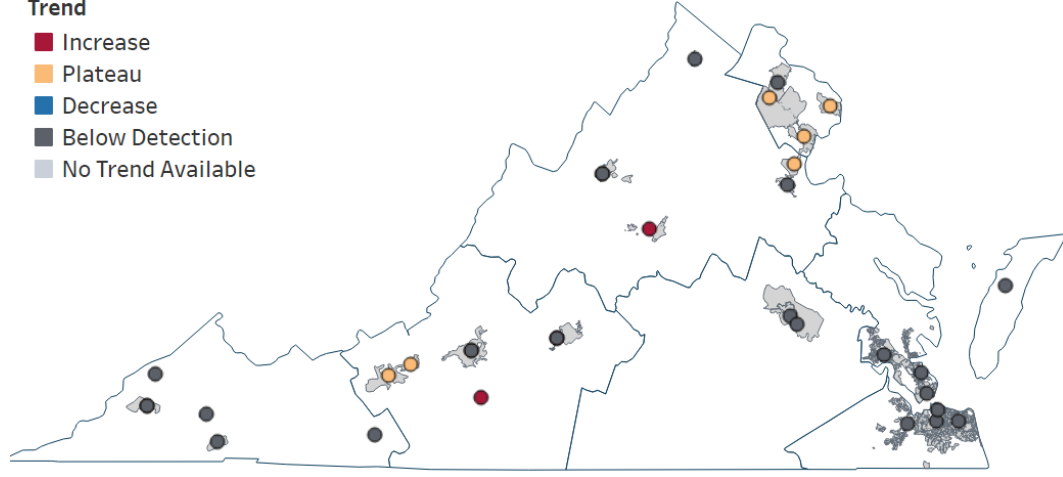 Trend
Increase
Plateau
Decrease
Below Detection
No Trend Available